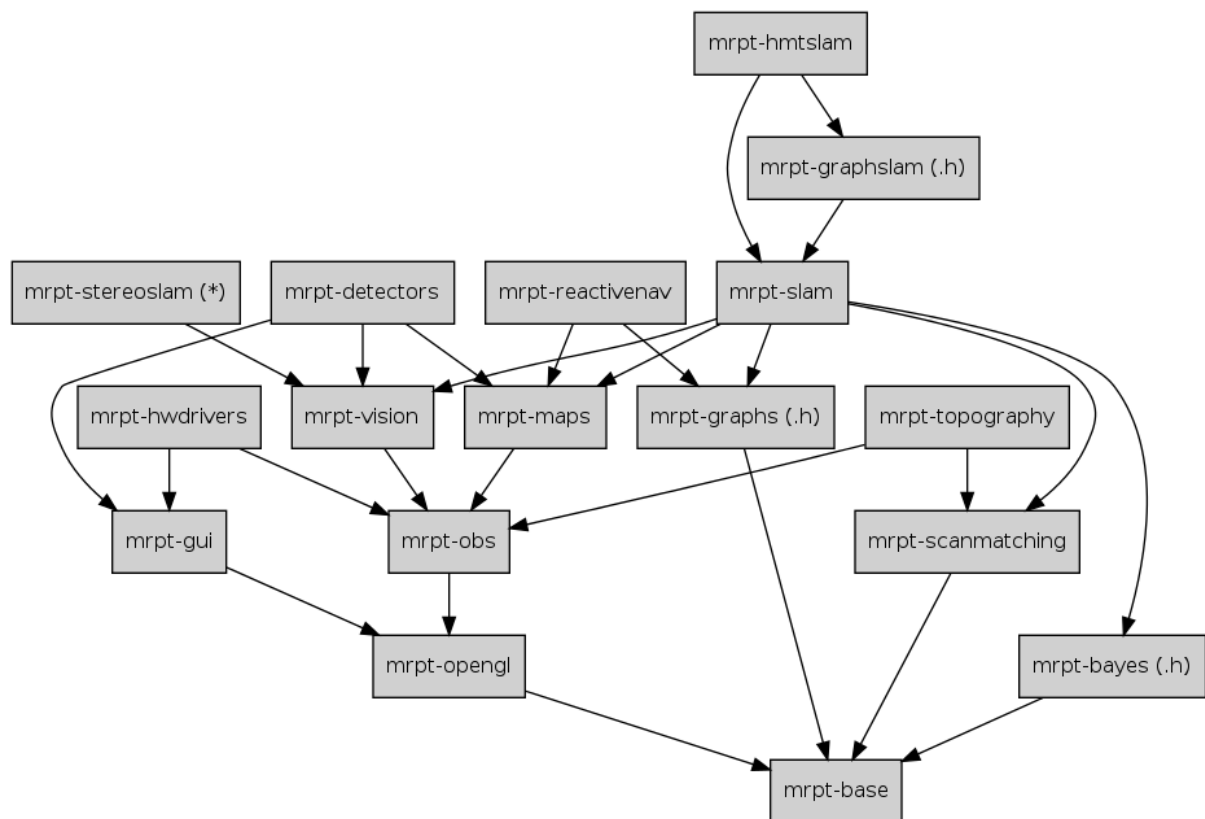 mrpt-hmtslam
mrpt-graphslam (.h)
mrpt-stereoslam (*)
mrpt-detectors
mrpt-reactivenav
mrpt-slam
mrpt-hwdrivers
mrpt-vision
mrpt-maps
mrpt-graphs (.h)
mrpt-topography
mrpt-gui
mrpt-obs
mrpt-scanmatching
mrpt-opengl
mrpt-bayes (.h)
mrpt-base